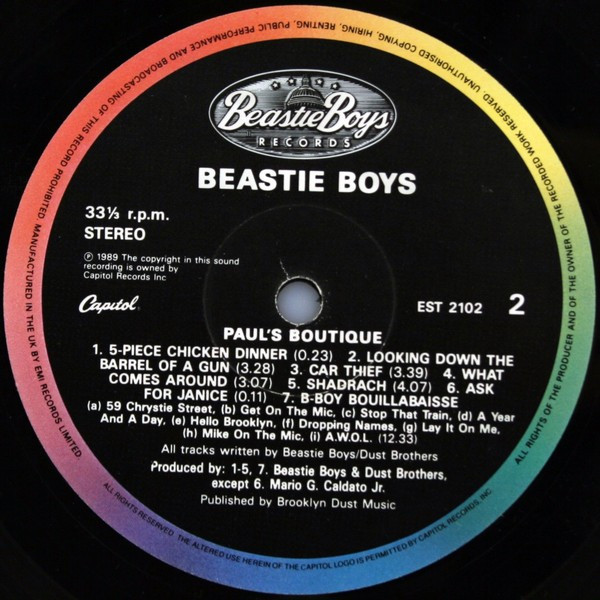 Beastie Boys
RECORDS
BEASTIE BOYS
33⅓ r.p.m.
STEREO
Ⓟ 1989 The copyright in this sound
recording is owned by
Capitol Records Inc
Capitol
EST 2102 2
PAUL'S BOUTIQUE
1. 5-PIECE CHICKEN DINNER (0.23) 2. LOOKING DOWN THE
BARREL OF A GUN (3.28) 3. CAR THIEF (3.39) 4. WHAT
COMES AROUND (3:07) 5. SHADRACH (4.07) 6. ASK
FOR JANICE (0.11) 7. B-BOY BOUILLABAISSE
(a) 59 Chrystie Street, (b) Get On The Mic, (c) Stop That Train, (d) A Year
And A Day, (e) Hello Brooklyn, (f) Dropping Names, (g) Lay It On Me,
(h) Mike On The Mic, (i) A.W.O.L. (12.33)
All tracks written by Beastie Boys/Dust Brothers
Produced by: 1-5, 7. Beastie Boys & Dust Brothers,
except 6. Mario G. Caldato Jr.
Published by Brooklyn Dust Music
MANUFACTURED IN THE UK BY EMI RECORDS LIMITED.
ALL RIGHTS OF THE PRODUCER AND OF THE OWNER OF THE RECORDED WORK RESERVED. UNAUTHORISED COPYING, HIRING, RENTING, PUBLIC PERFORMANCE AND BROADCASTING OF THIS RECORD PROHIBITED.
ALL RIGHTS RESERVED. THE ALTERED USE HEREIN OF THE CAPITOL LOGO IS PERMITTED BY CAPITOL RECORDS, INC.